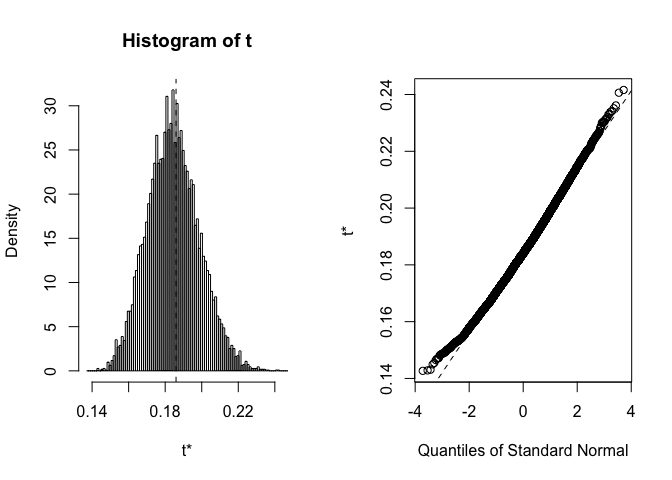 Histogram of t
Density
0 5 10 15 20 25 30
0.14 0.18 0.22
t*
t*
0.14 0.16 0.18 0.20 0.22 0.24
-4 -2 0 2 4
Quantiles of Standard Normal